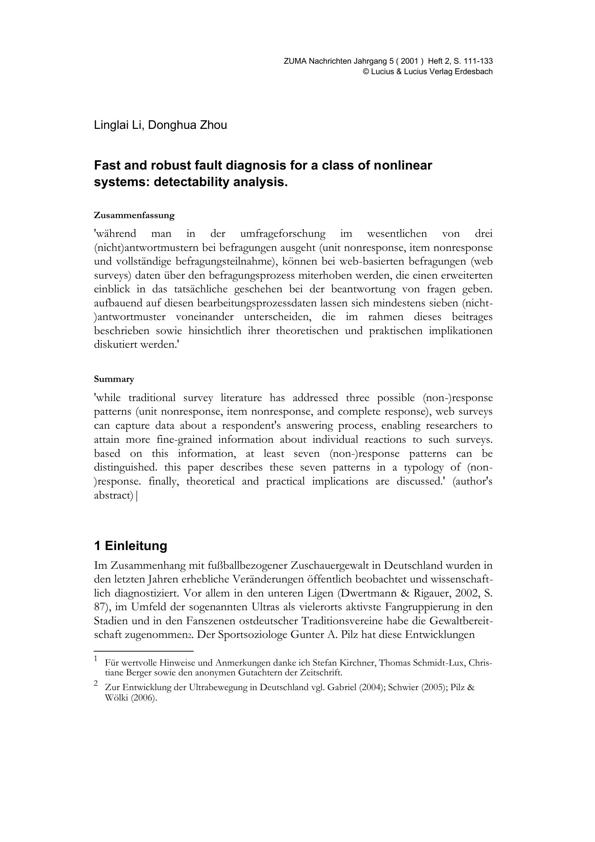 ZUMA Nachrichten Jahrgang 5 ( 2001 ) Heft 2, S. 111-133
© Lucius & Lucius Verlag Erdesbach
Linglai Li, Donghua Zhou
Fast and robust fault diagnosis for a class of nonlinear
systems: detectability analysis.
Zusammenfassung
'während man in der umfrageforschung im wesentlichen von drei
(nicht)antwortmustern bei befragungen ausgeht (unit nonresponse, item nonresponse
und vollständige befragungsteilnahme), können bei web-basierten befragungen (web
surveys) daten über den befragungsprozess miterhoben werden, die einen erweiterten
einblick in das tatsächliche geschehen bei der beantwortung von fragen geben.
aufbauend auf diesen bearbeitungsprozessdaten lassen sich mindestens sieben (nicht-
)antwortmuster voneinander unterscheiden, die im rahmen dieses beitrages
beschrieben sowie hinsichtlich ihrer theoretischen und praktischen implikationen
diskutiert werden.'
Summary
'while traditional survey literature has addressed three possible (non-)response
patterns (unit nonresponse, item nonresponse, and complete response), web surveys
can capture data about a respondent's answering process, enabling researchers to
attain more fine-grained information about individual reactions to such surveys.
based on this information, at least seven (non-)response patterns can be
distinguished. this paper describes these seven patterns in a typology of (non-
)response. finally, theoretical and practical implications are discussed.' (author's
abstract)|
1 Einleitung
Im Zusammenhang mit fußballbezogener Zuschauergewalt in Deutschland wurden in
den letzten Jahren erhebliche Veränderungen öffentlich beobachtet und wissenschaft-
lich diagnostiziert. Vor allem in den unteren Ligen (Dwertmann & Rigauer, 2002, S.
87), im Umfeld der sogenannten Ultras als vielerorts aktivste Fangruppierung in den
Stadien und in den Fanszenen ostdeutscher Traditionsvereine habe die Gewaltbereit-
schaft zugenommen2. Der Sportsoziologe Gunter A. Pilz hat diese Entwicklungen
1 Für wertvolle Hinweise und Anmerkungen danke ich Stefan Kirchner, Thomas Schmidt-Lux, Chris-
tiane Berger sowie den anonymen Gutachtern der Zeitschrift.
2 Zur Entwicklung der Ultrabewegung in Deutschland vgl. Gabriel (2004); Schwier (2005); Pilz &
Wölki (2006).